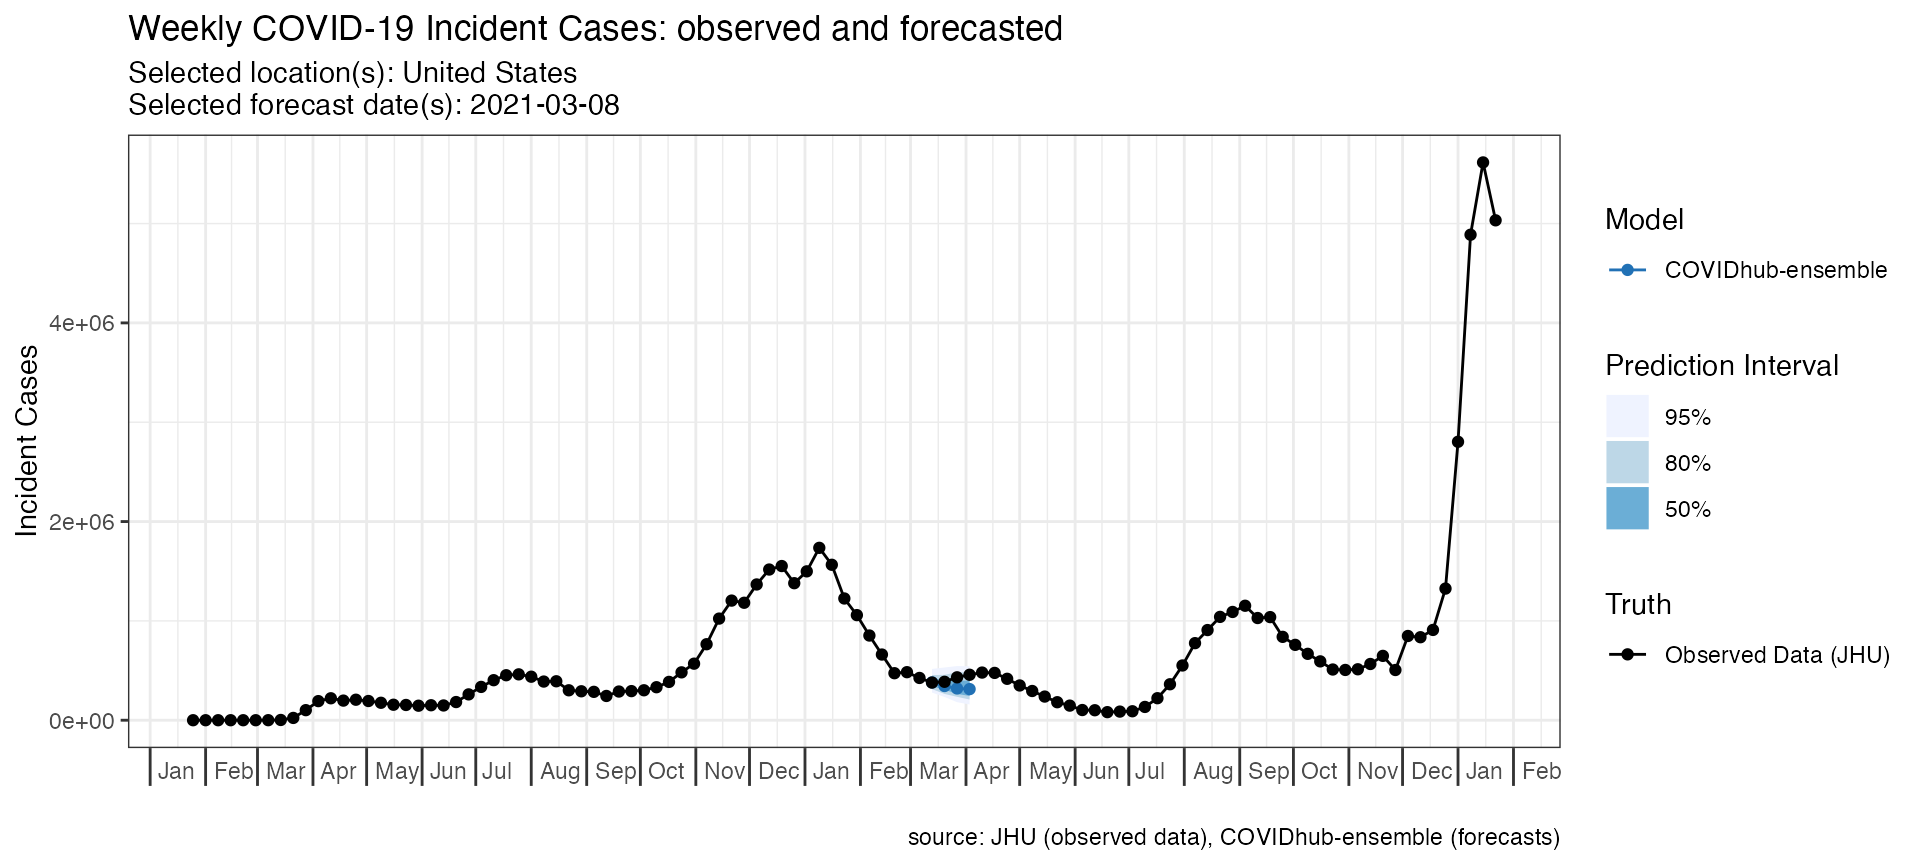 Weekly COVID-19 Incident Cases: observed and forecasted
Selected location(s): United States
Selected forecast date(s): 2021-03-08
Incident Cases
4e+06
2e+06
0e+00
Jan Feb Mar Apr May Jun Jul Aug Sep Oct Nov Dec Jan Feb Mar Apr May Jun Jul Aug Sep Oct Nov Dec Jan Feb
Model
COVIDhub-ensemble
Prediction Interval
95%
80%
50%
Truth
Observed Data (JHU)
source: JHU (observed data), COVIDhub-ensemble (forecasts)